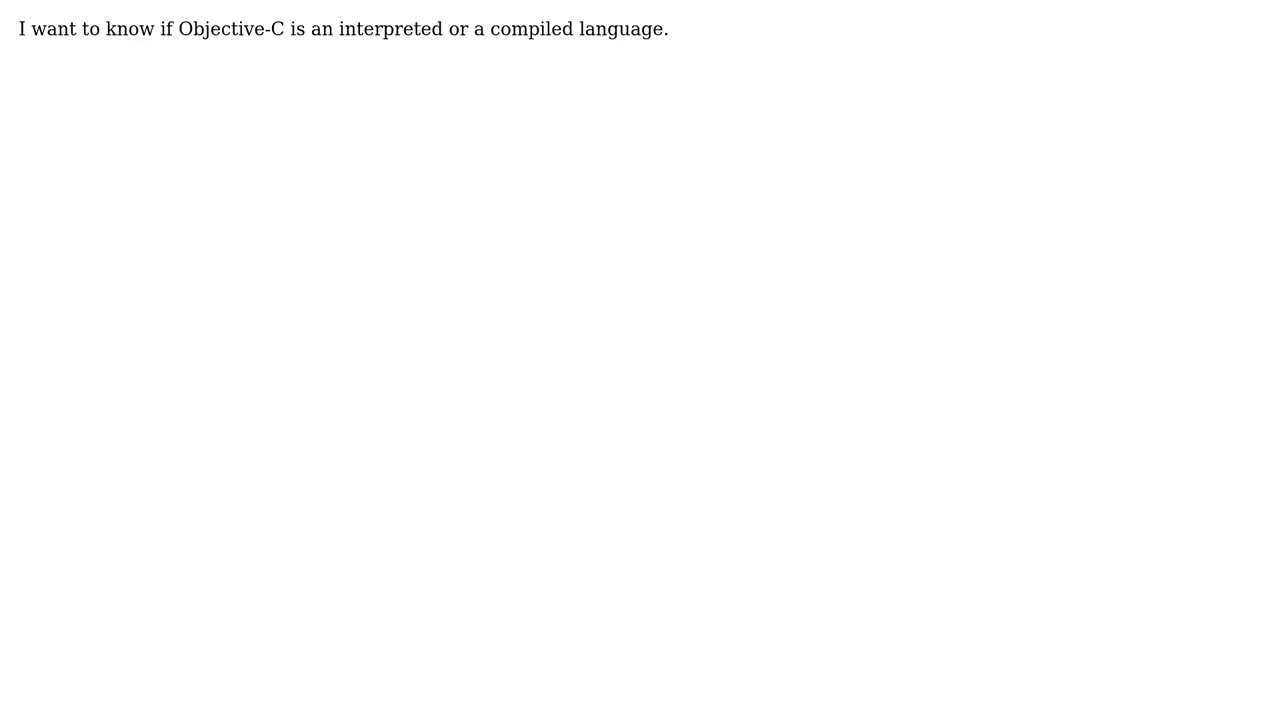 I want to know if Objective-C is an interpreted or a compiled language.